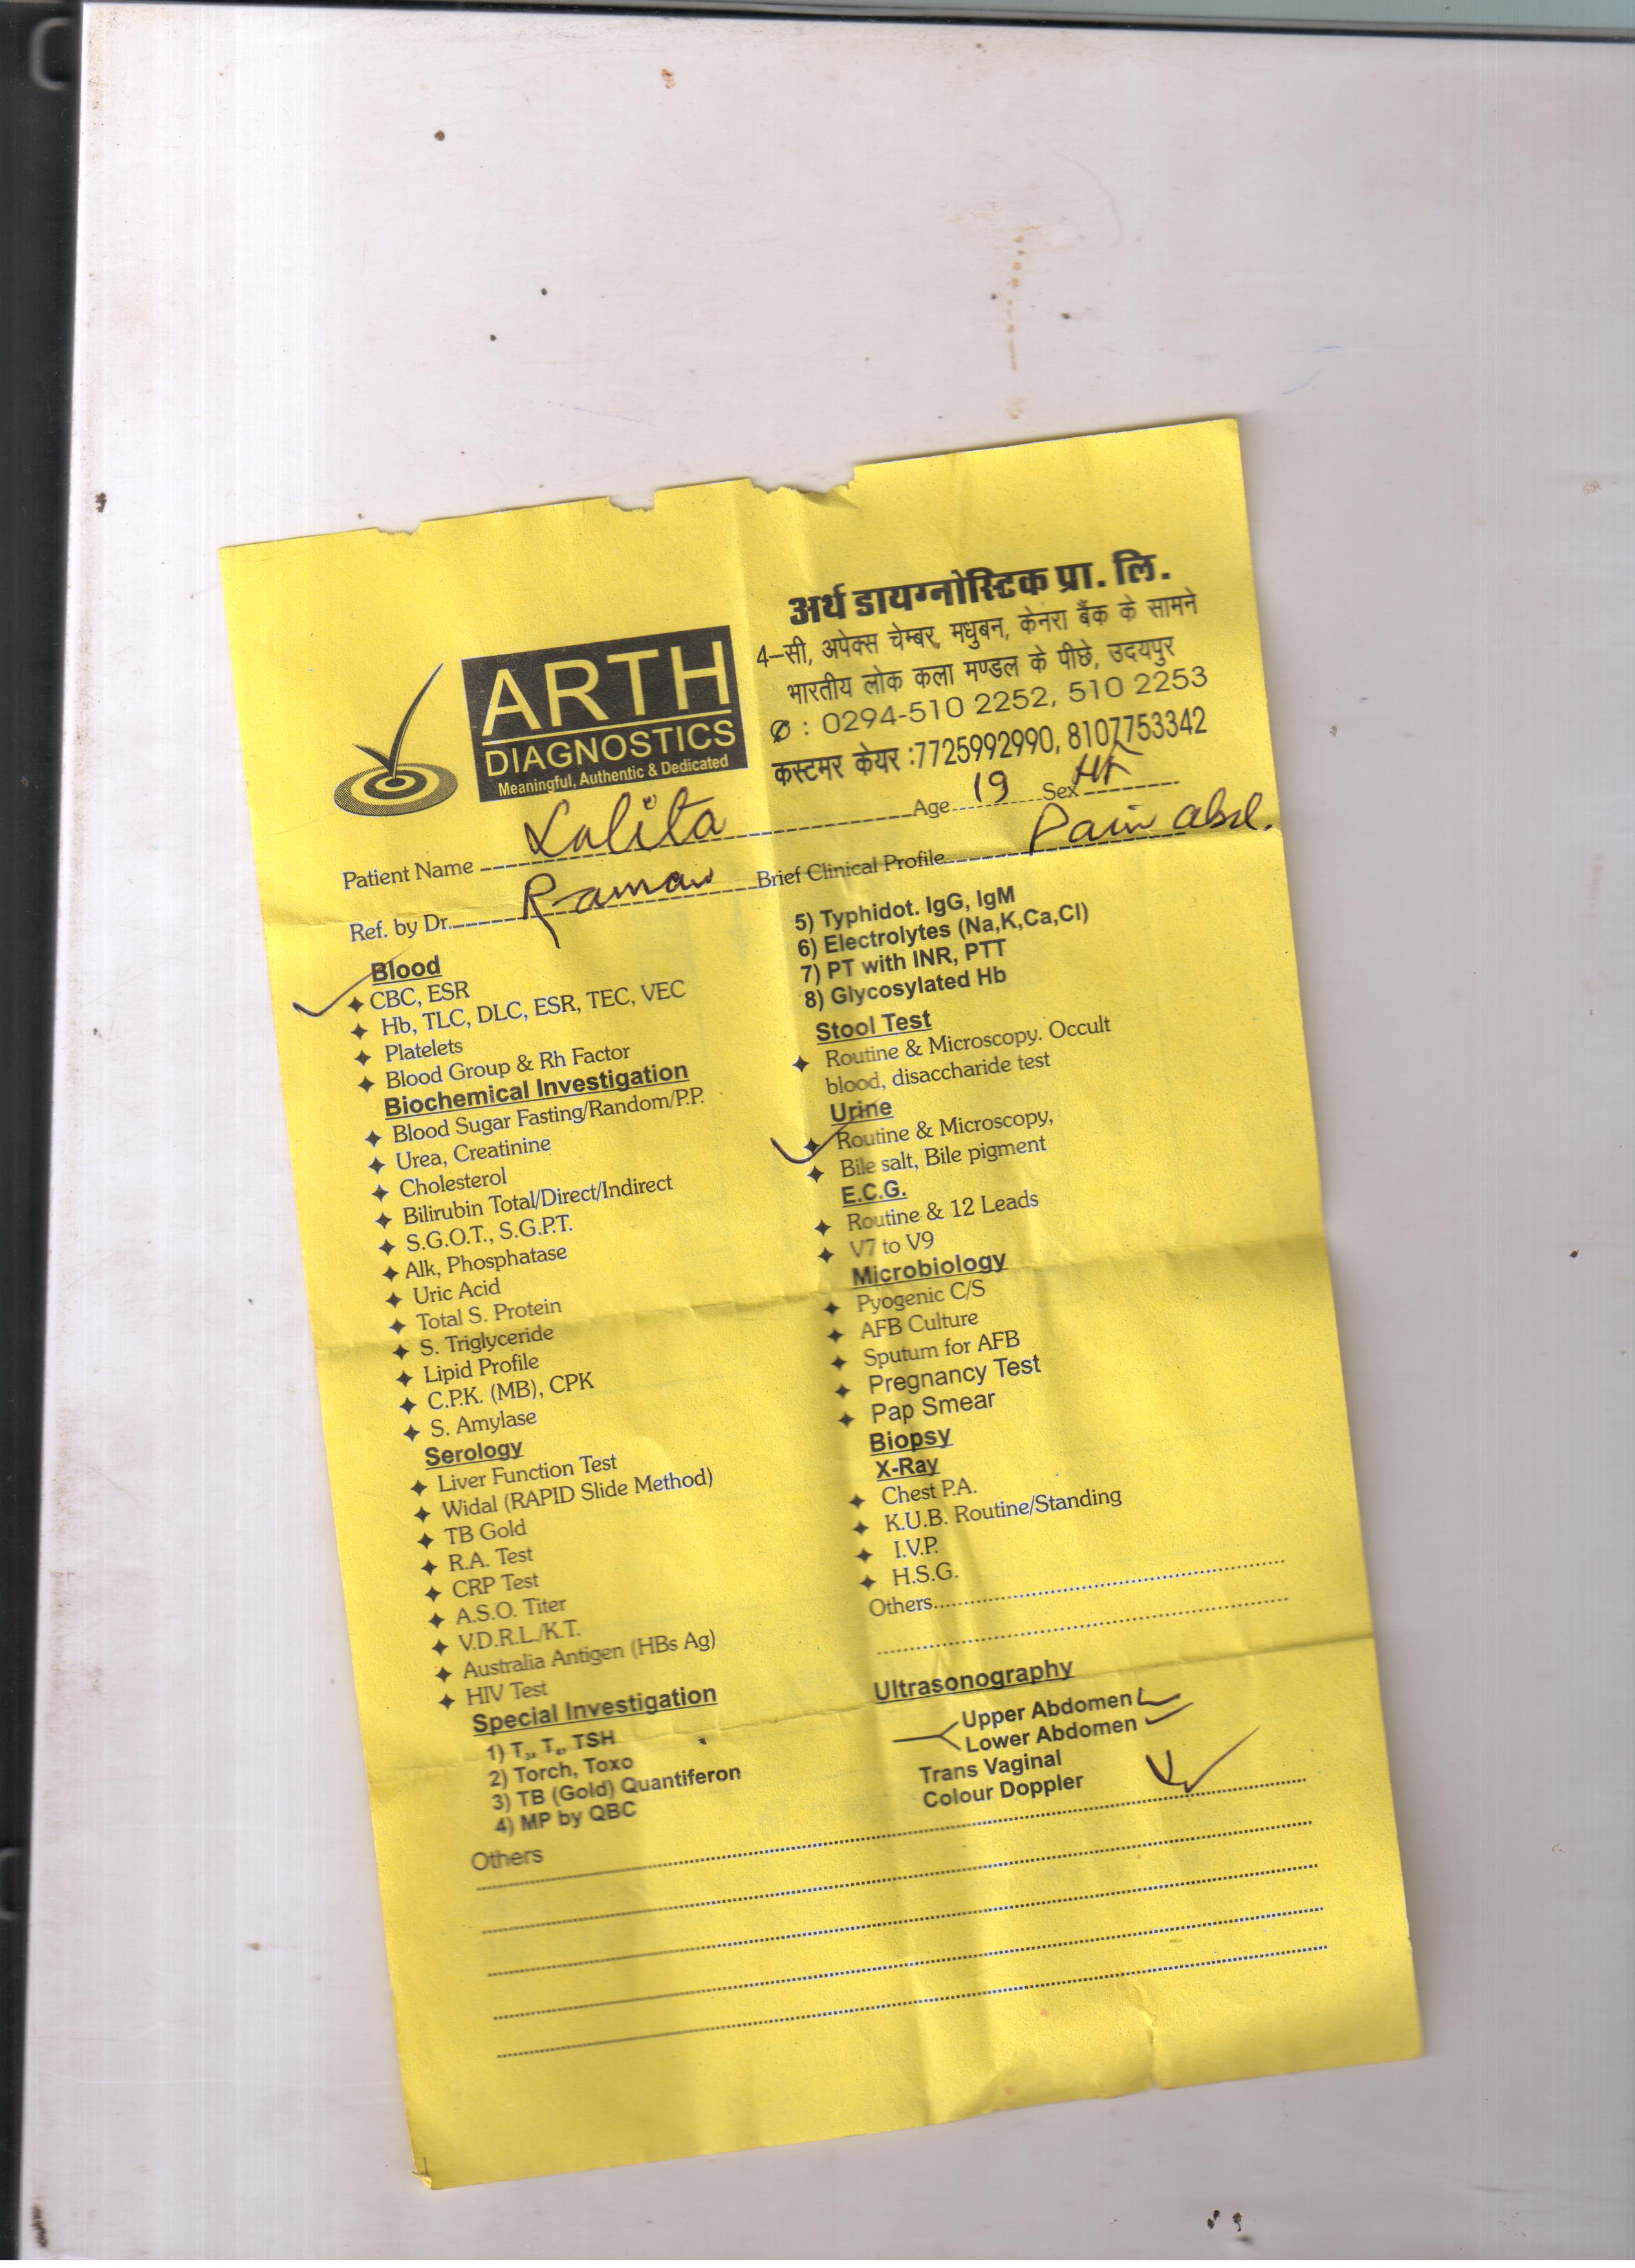 अर्थ डायग्नोस्टिक प्रा. लि.
4-सी, अपेक्स चेम्बर, मधुबन, केनरा बैंक के सामने
भारतीय लोक कला मण्डल के पीछे, उदयपुर
✆ : 0294-510 2252, 510 2253
कस्टमर केयर :7725992990, 8107753342
ARTH
DIAGNOSTICS
Meaningful, Authentic & Dedicated
Patient Name Lalita Age 19 Sex
Ref. by Dr. Raman Brief Clinical Profile Pain abd.
Blood
CBC, ESR
Hb, TLC, DLC, ESR, TEC, VEC
Platelets
Blood Group & Rh Factor
Biochemical Investigation
Blood Sugar Fasting/Random/P.P.
Urea, Creatinine
Cholesterol
Bilirubin Total/Direct/Indirect
S.G.O.T., S.G.P.T.
Alk, Phosphatase
Uric Acid
Total S. Protein
S. Triglyceride
Lipid Profile
C.P.K. (MB), CPK
S. Amylase
Serology
Liver Function Test
Widal (RAPID Slide Method)
TB Gold
R.A. Test
CRP Test
A.S.O. Titer
V.D.R.L./K.T.
Australia Antigen (HBs Ag)
HIV Test
Special Investigation
1) T3, T4, TSH
2) Torch, Toxo
3) TB (Gold) Quantiferon
4) MP by QBC
5) Typhidot. IgG, IgM
6) Electrolytes (Na,K,Ca,Cl)
7) PT with INR, PTT
8) Glycosylated Hb
Stool Test
Routine & Microscopy. Occult
blood, disaccharide test
Urine
Routine & Microscopy,
Bile salt, Bile pigment
E.C.G.
Routine & 12 Leads
V7 to V9
Microbiology
Pyogenic C/S
AFB Culture
Sputum for AFB
Pregnancy Test
Pap Smear
Biopsy
X-Ray
Chest P.A.
K.U.B. Routine/Standing
I.V.P.
H.S.G.
Others
Ultrasonography
Upper Abdomen
Lower Abdomen
Trans Vaginal
Colour Doppler
Others